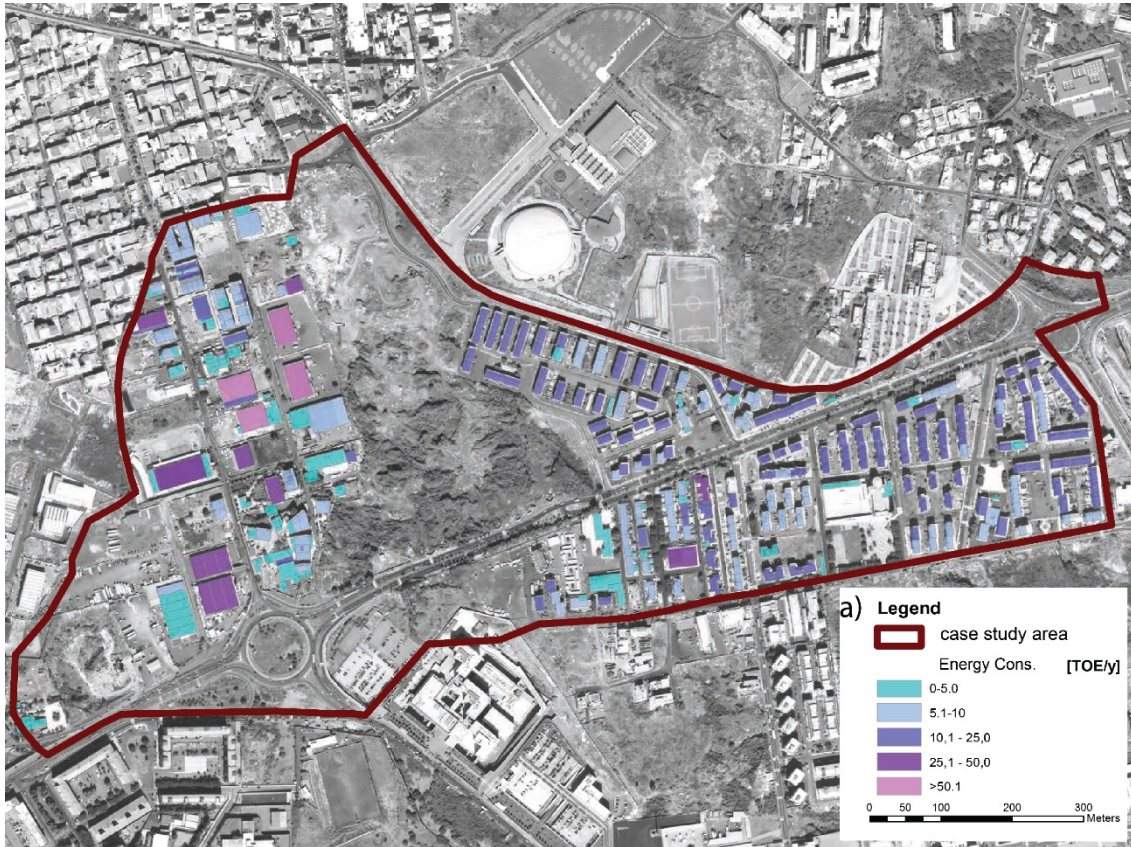 a) Legend
case study area
Energy Cons. [TOE/y]
0-5.0
5.1-10
10,1 - 25,0
25,1 - 50,0
>50.1
0 50 100 200 300
Meters